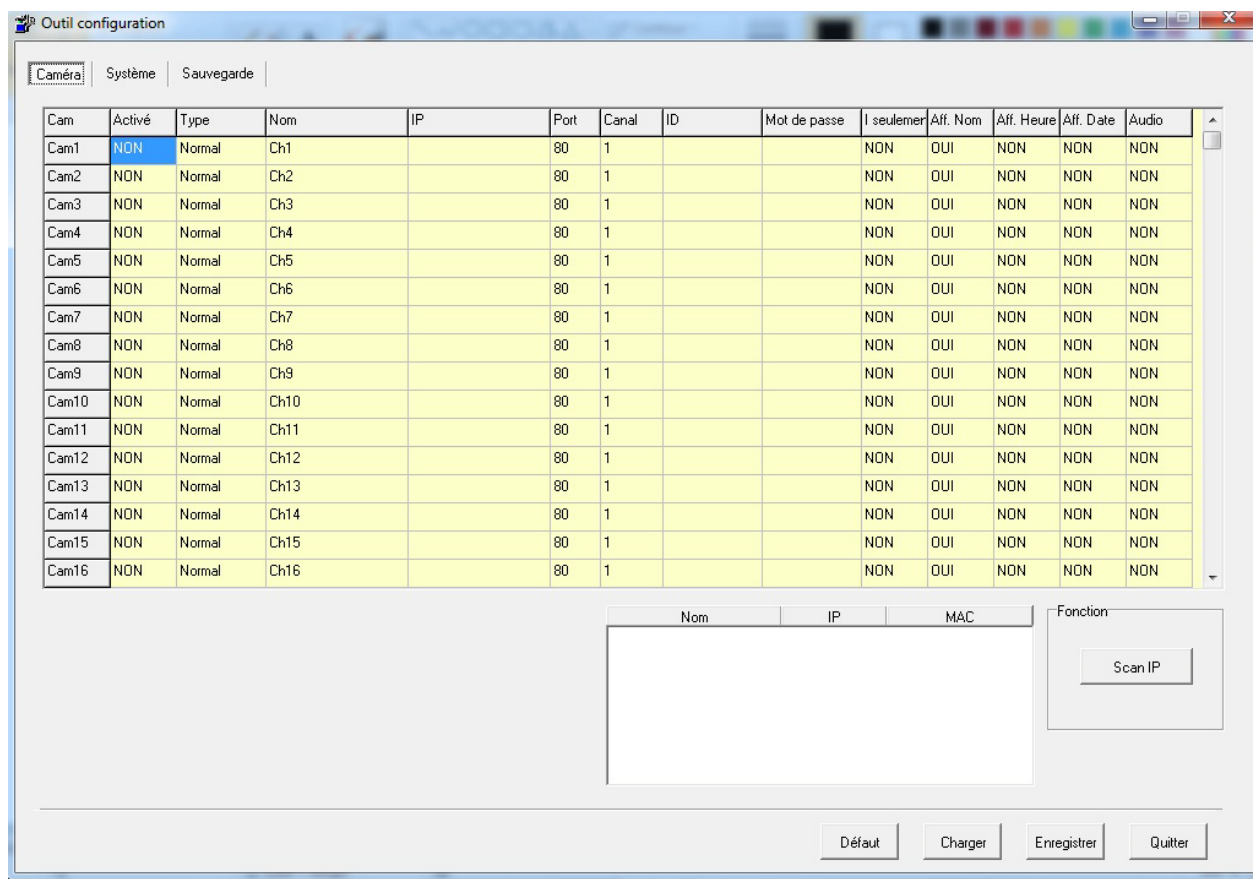 Outil configuration
Caméra Système Sauvegarde
Cam Activé Type Nom IP Port Canal ID Mot de passe I seulemer Aff. Nom Aff. Heure Aff. Date Audio
Cam1 NON Normal Ch1 80 1 NON OUI NON NON NON
Cam2 NON Normal Ch2 80 1 NON OUI NON NON NON
Cam3 NON Normal Ch3 80 1 NON OUI NON NON NON
Cam4 NON Normal Ch4 80 1 NON OUI NON NON NON
Cam5 NON Normal Ch5 80 1 NON OUI NON NON NON
Cam6 NON Normal Ch6 80 1 NON OUI NON NON NON
Cam7 NON Normal Ch7 80 1 NON OUI NON NON NON
Cam8 NON Normal Ch8 80 1 NON OUI NON NON NON
Cam9 NON Normal Ch9 80 1 NON OUI NON NON NON
Cam10 NON Normal Ch10 80 1 NON OUI NON NON NON
Cam11 NON Normal Ch11 80 1 NON OUI NON NON NON
Cam12 NON Normal Ch12 80 1 NON OUI NON NON NON
Cam13 NON Normal Ch13 80 1 NON OUI NON NON NON
Cam14 NON Normal Ch14 80 1 NON OUI NON NON NON
Cam15 NON Normal Ch15 80 1 NON OUI NON NON NON
Cam16 NON Normal Ch16 80 1 NON OUI NON NON NON
Nom IP MAC
Fonction
Scan IP
Défaut Charger Enregistrer Quitter